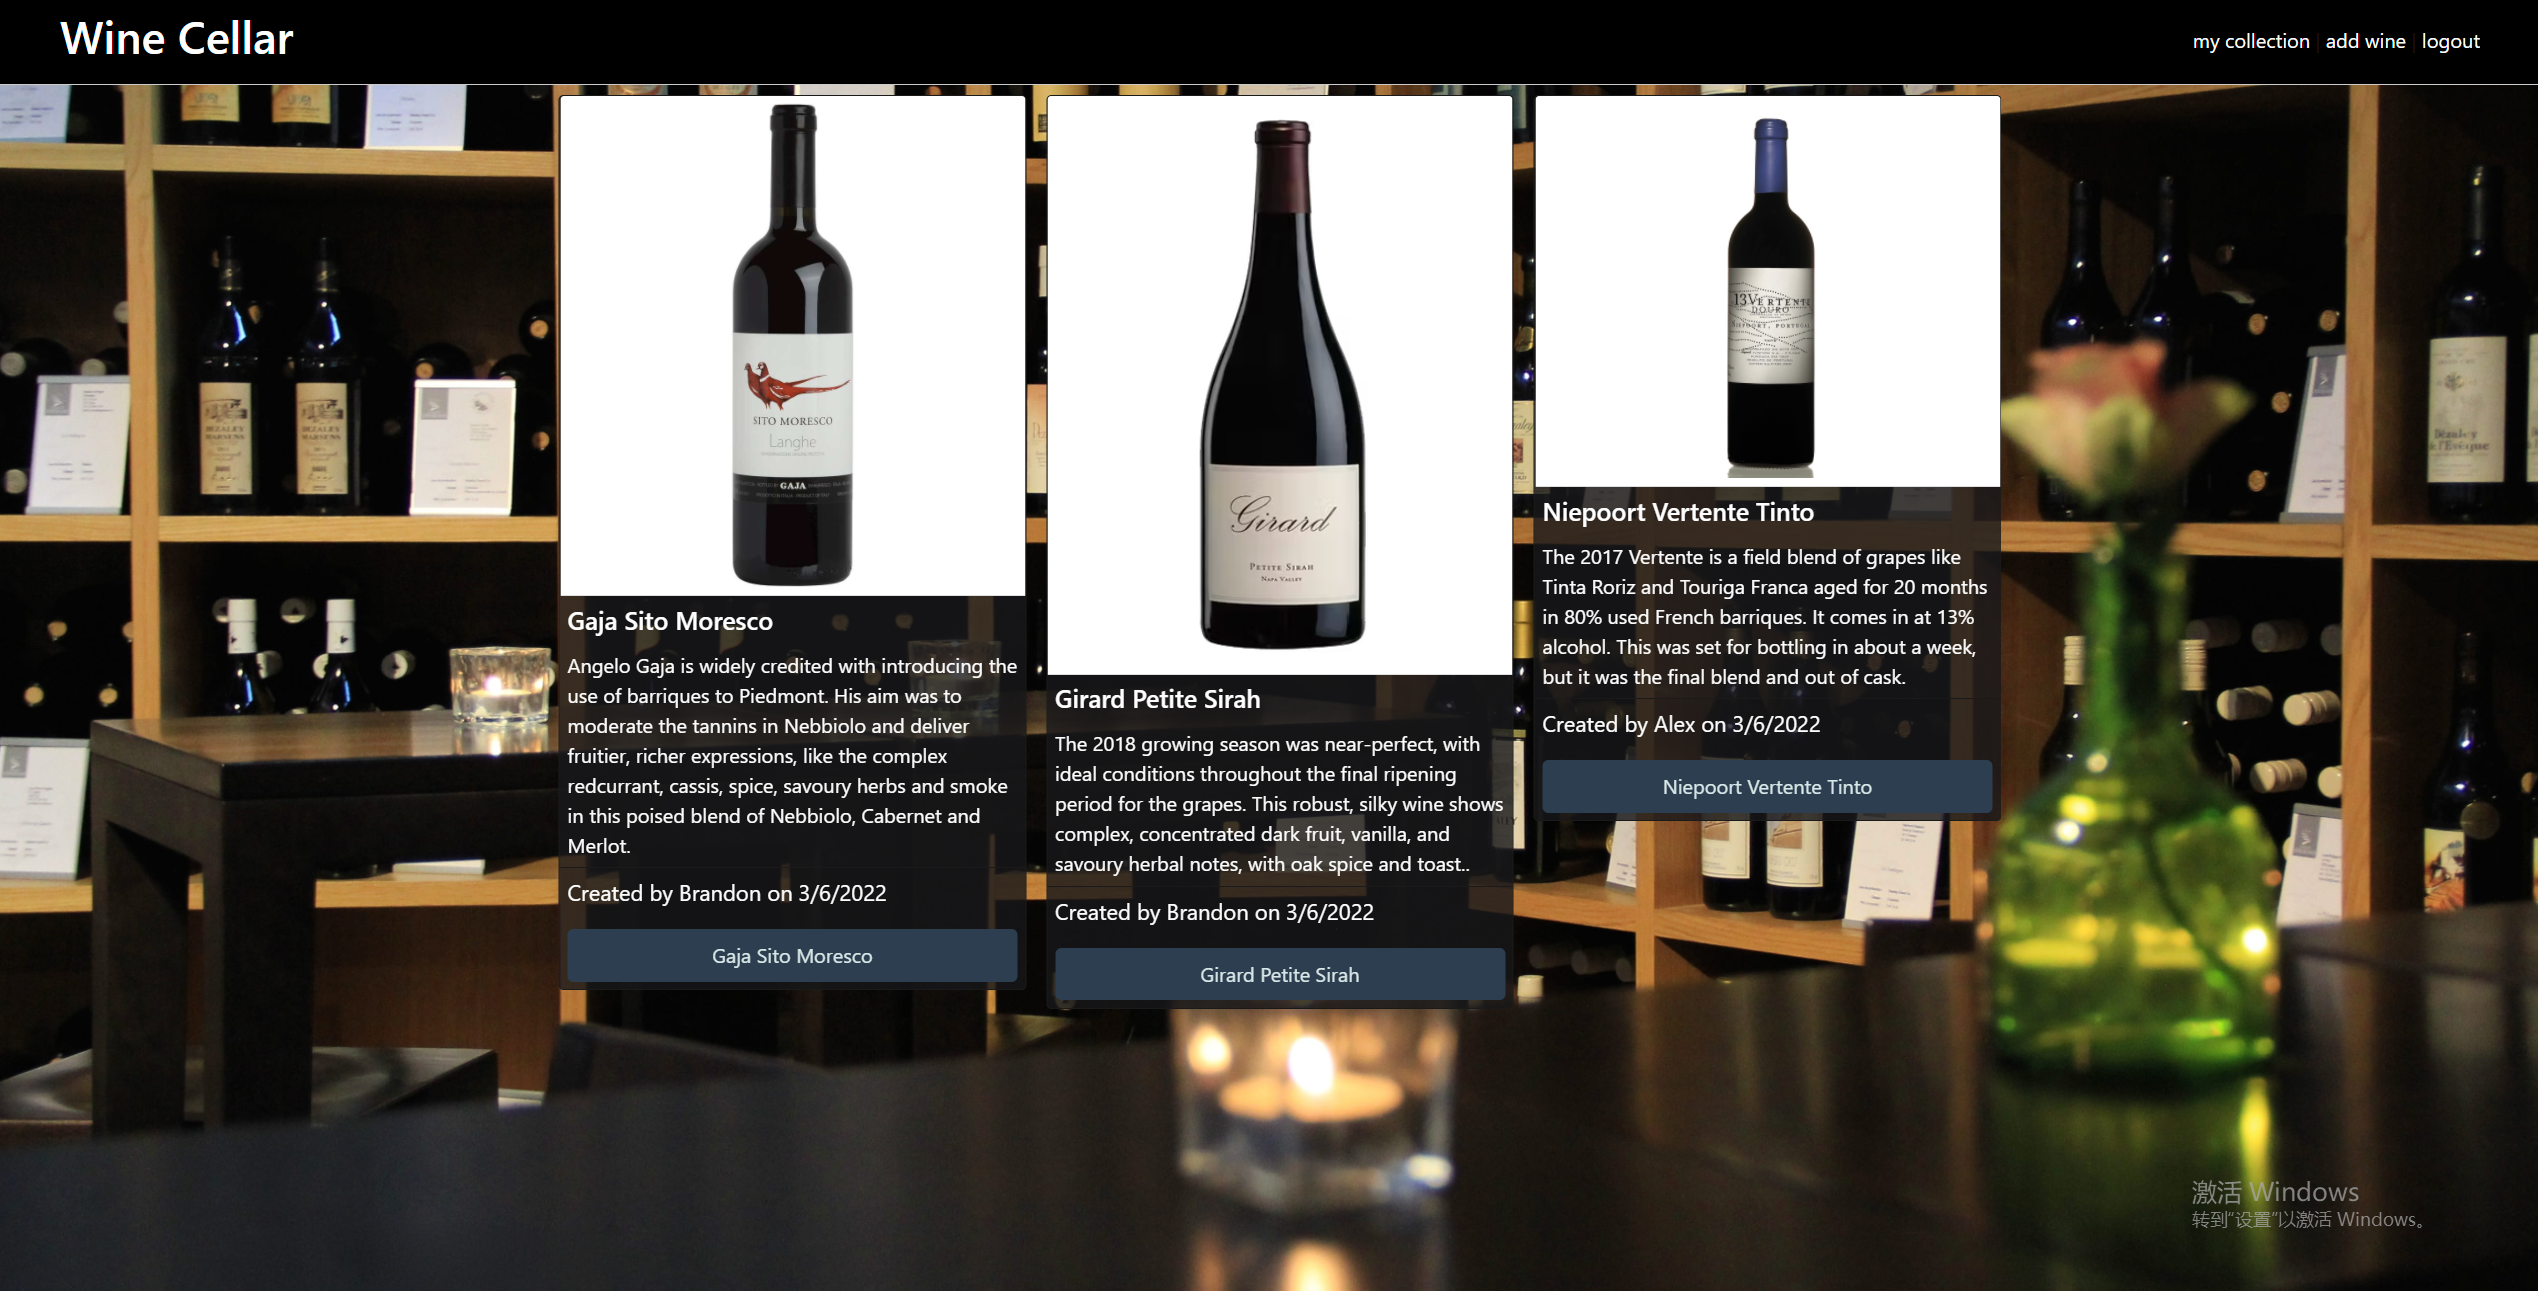 Wine Cellar
my collection | add wine | logout
SITO MORESCO
Langhe
GAJA
Gaja Sito Moresco
Angelo Gaja is widely credited with introducing the
use of barriques to Piedmont. His aim was to
moderate the tannins in Nebbiolo and deliver
fruitier, richer expressions, like the complex
redcurrant, cassis, spice, savoury herbs and smoke
in this poised blend of Nebbiolo, Cabernet and
Merlot.
Created by Brandon on 3/6/2022
Gaja Sito Moresco
Girard
PETITE SIRAH
NAPA VALLEY
Girard Petite Sirah
The 2018 growing season was near-perfect, with
ideal conditions throughout the final ripening
period for the grapes. This robust, silky wine shows
complex, concentrated dark fruit, vanilla, and
savoury herbal notes, with oak spice and toast..
Created by Brandon on 3/6/2022
Girard Petite Sirah
13VERTENTE
DOURO
NIEPOORT, PORTUGAL
Niepoort Vertente Tinto
The 2017 Vertente is a field blend of grapes like
Tinta Roriz and Touriga Franca aged for 20 months
in 80% used French barriques. It comes in at 13%
alcohol. This was set for bottling in about a week,
but it was the final blend and out of cask.
Created by Alex on 3/6/2022
Niepoort Vertente Tinto
Dézaley
de l'Evêque
激活 Windows
转到"设置"以激活 Windows。